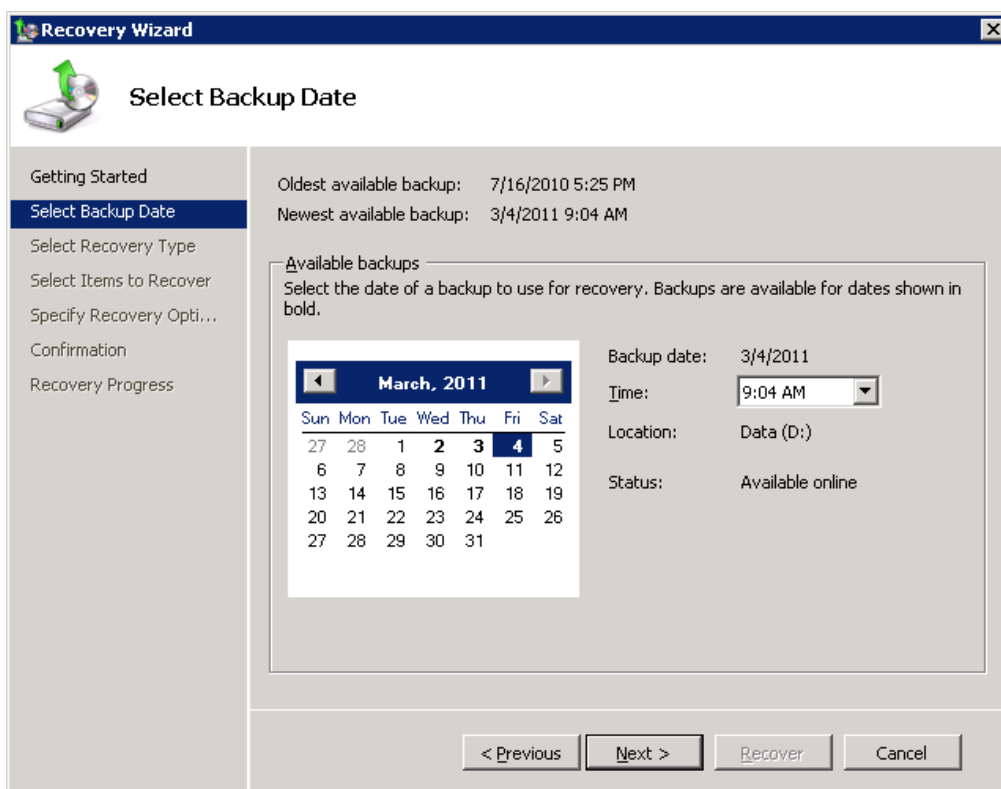 Recovery Wizard
Select Backup Date
Getting Started
Select Backup Date
Select Recovery Type
Select Items to Recover
Specify Recovery Opti...
Confirmation
Recovery Progress
Oldest available backup: 7/16/2010 5:25 PM
Newest available backup: 3/4/2011 9:04 AM
Available backups
Select the date of a backup to use for recovery. Backups are available for dates shown in
bold.
March, 2011
Sun Mon Tue Wed Thu Fri Sat
27 28 1 2 3 4 5
6 7 8 9 10 11 12
13 14 15 16 17 18 19
20 21 22 23 24 25 26
27 28 29 30 31
Backup date: 3/4/2011
Time: 9:04 AM
Location: Data (D:)
Status: Available online
< Previous Next > Recover Cancel